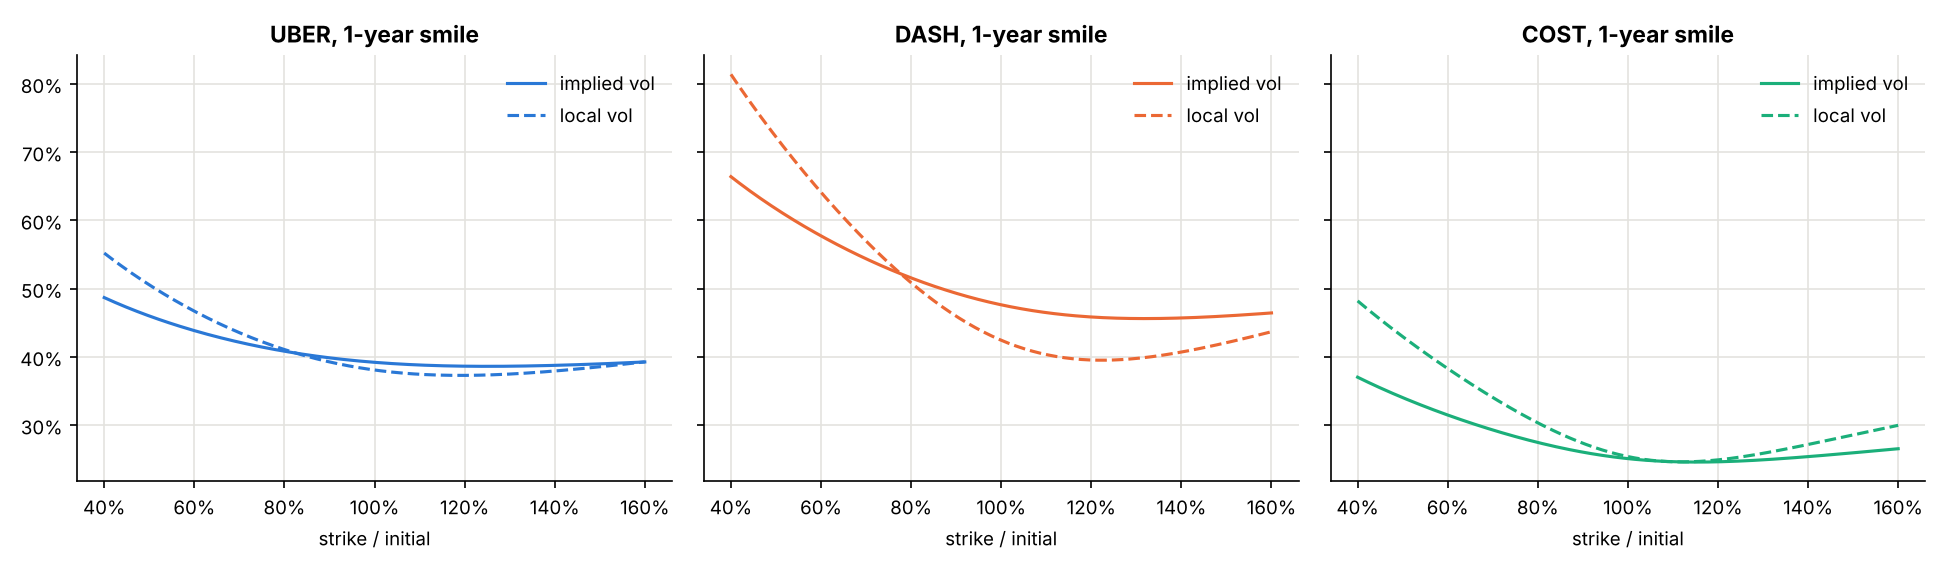 UBER, 1-year smile
implied vol
local vol
80%
70%
60%
50%
40%
30%
40% 60% 80% 100% 120% 140% 160%
strike / initial
DASH, 1-year smile
implied vol
local vol
40% 60% 80% 100% 120% 140% 160%
strike / initial
COST, 1-year smile
implied vol
local vol
40% 60% 80% 100% 120% 140% 160%
strike / initial